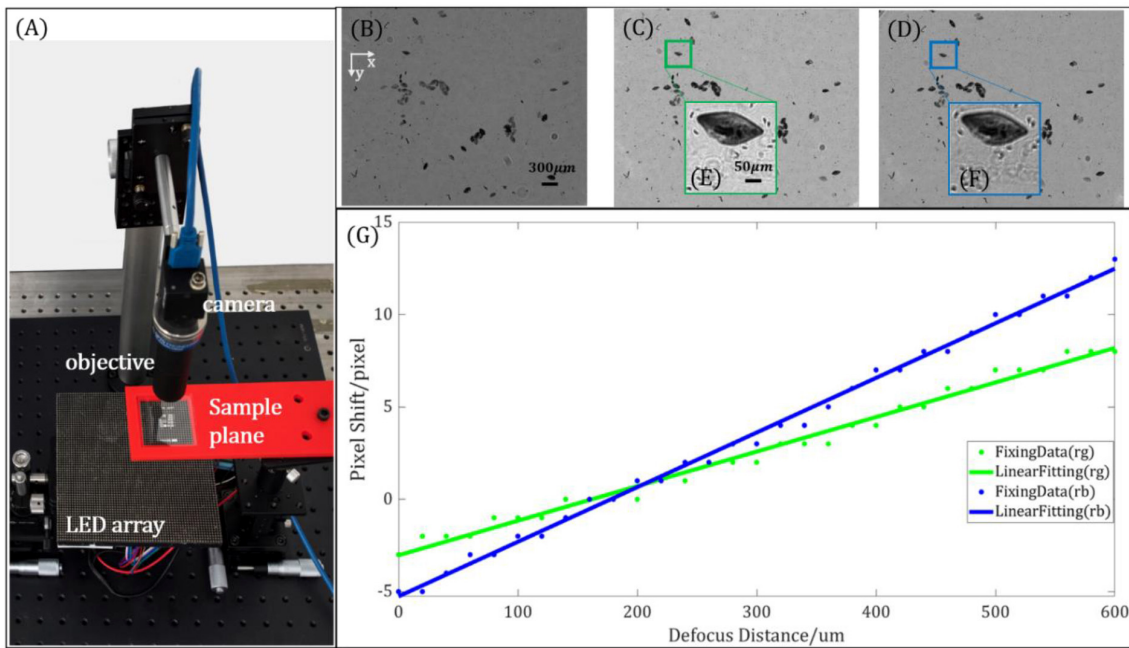 (A)
camera
objective
Sample
plane
LED array
(B)
x
y
300μm
(C)
(E)
50μm
(D)
(F)
(G)
15
10
5
0
-5
0
100
200
300
400
500
600
Pixel Shift/pixel
Defocus Distance/um
FixingData(rg)
LinearFitting(rg)
FixingData(rb)
LinearFitting(rb)